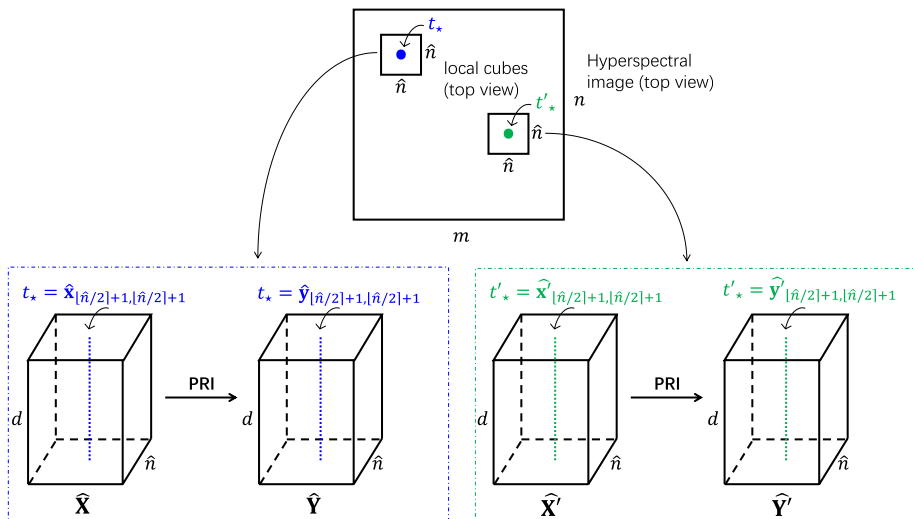 t⋆
n̂
n̂
local cubes
(top view)
Hyperspectral
image (top view)
n
t′⋆
n̂
n̂
m
t⋆ = x̂⌊n̂/2⌉+1,⌊n̂/2⌉+1
t⋆ = ŷ⌊n̂/2⌉+1,⌊n̂/2⌉+1
t′⋆ = x̂′⌊n̂/2⌉+1,⌊n̂/2⌉+1
t′⋆ = ŷ′⌊n̂/2⌉+1,⌊n̂/2⌉+1
PRI
PRI
d
d
d
d
n̂
n̂
n̂
n̂
X̂
Ŷ
X̂′
Ŷ′